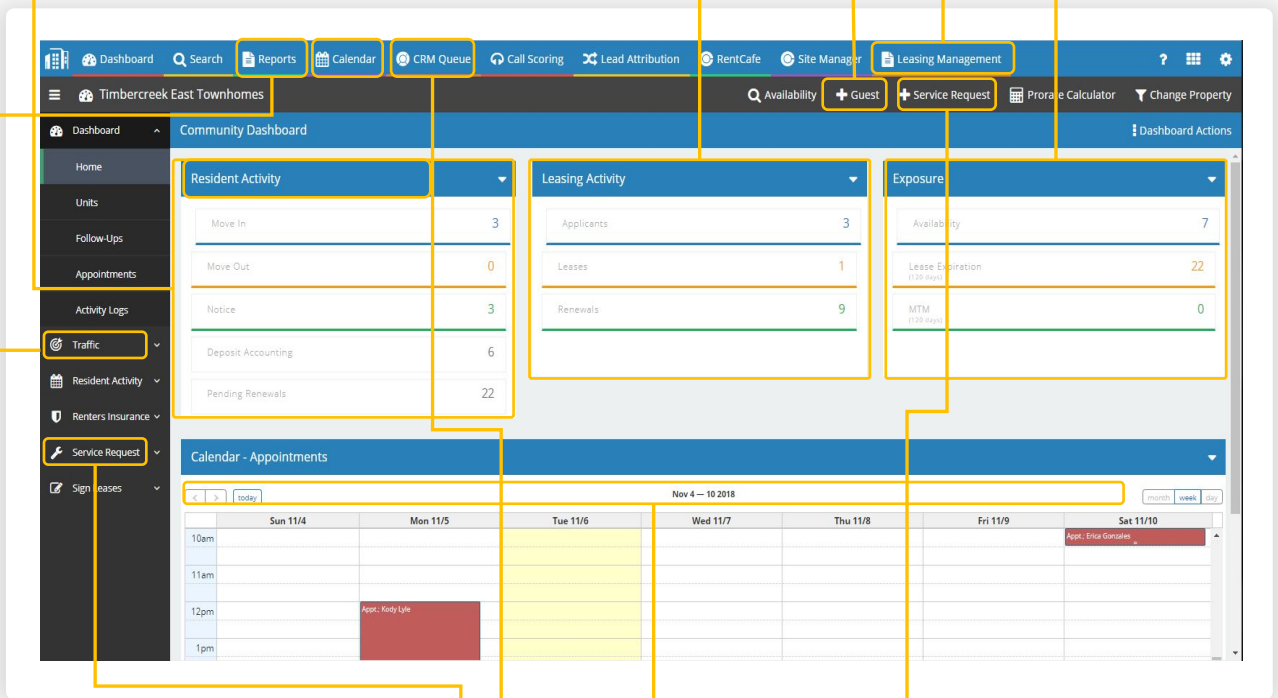 Dashboard Search Reports Calendar CRM Queue Call Scoring Lead Attribution RentCafe Site Manager Leasing Management ?
Timbercreek East Townhomes Availability Guest Service Request Prorate Calculator Change Property
Dashboard Community Dashboard Dashboard Actions
Home
Units
Follow-Ups
Appointments
Activity Logs
Traffic
Resident Activity
Renters Insurance
Service Request
Sign Leases
Resident Activity
Move In 3
Move Out 0
Notice 3
Deposit Accounting 6
Pending Renewals 22
Leasing Activity
Applicants 3
Leases 1
Renewals 9
Exposure
Availability 7
Lease Expiration 22
(120 days)
MTM 0
(120 days)
Calendar - Appointments
< > today Nov 4 — 10 2018 month week day
Sun 11/4 Mon 11/5 Tue 11/6 Wed 11/7 Thu 11/8 Fri 11/9 Sat 11/10
10am Appt.; Erica Gonzales
11am
12pm Appt.; Kody Lyle
1pm